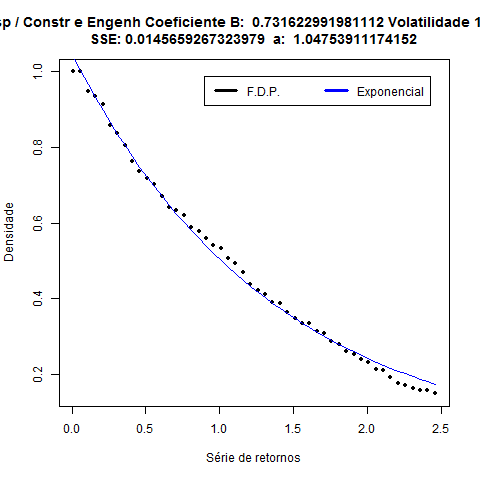 sp / Constr e Engenh Coeficiente B: 0.731622991981112 Volatilidade 1
SSE: 0.0145659267323979 a: 1.04753911174152
F.D.P.
Exponencial
1.0
0.8
0.6
0.4
0.2
Densidade
0.0 0.5 1.0 1.5 2.0 2.5
Série de retornos